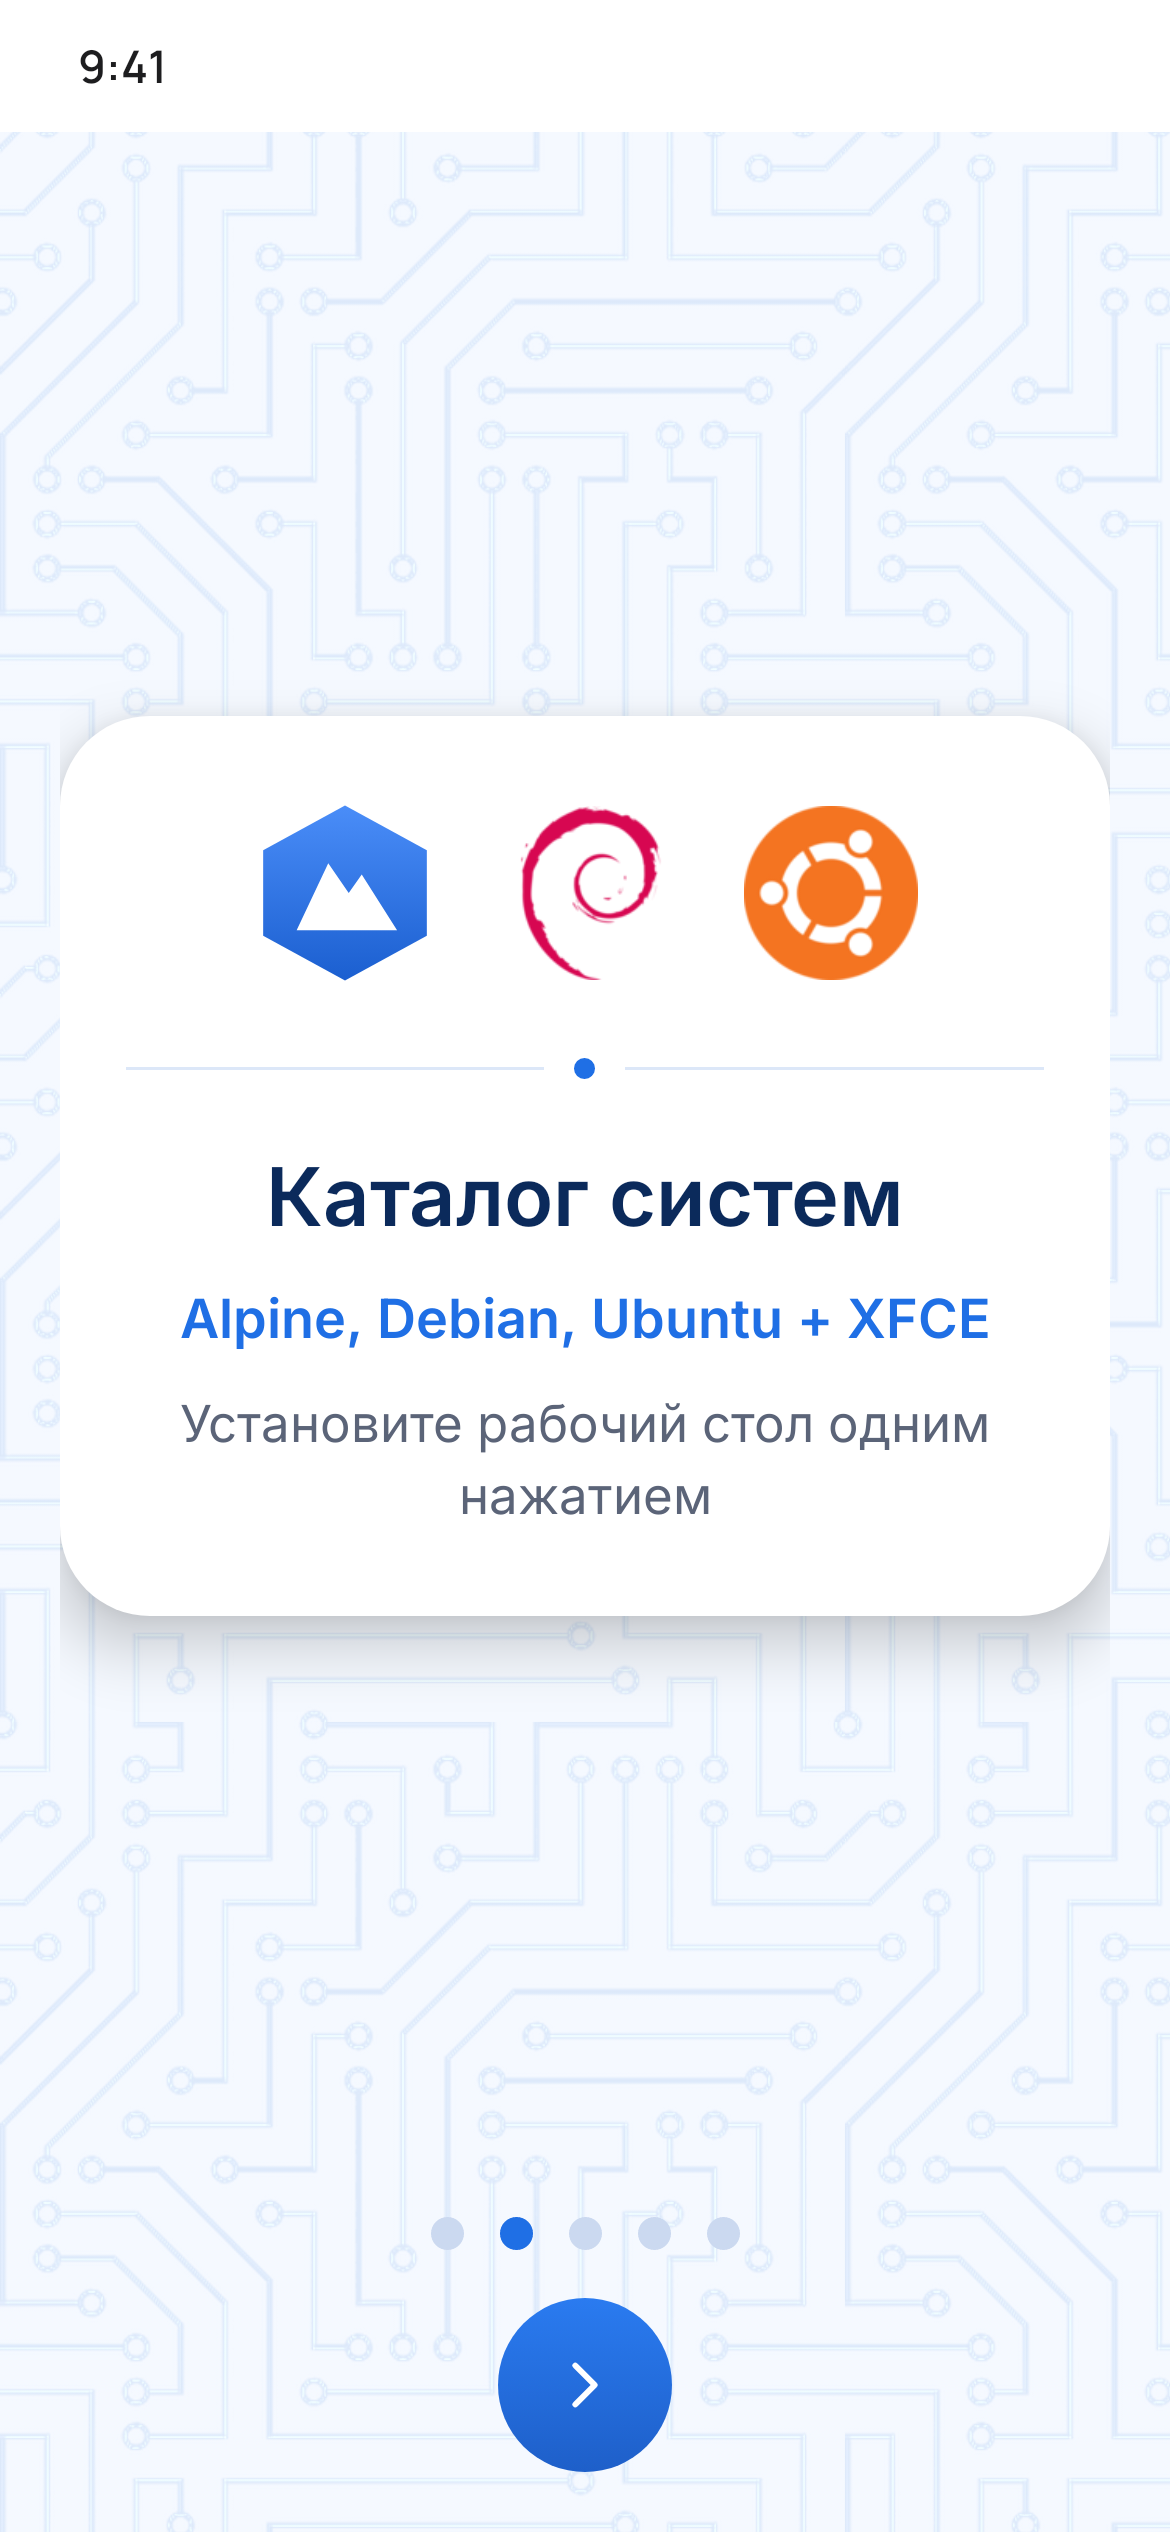 9:41
Каталог систем
Alpine, Debian, Ubuntu + XFCE
Установите рабочий стол одним
нажатием